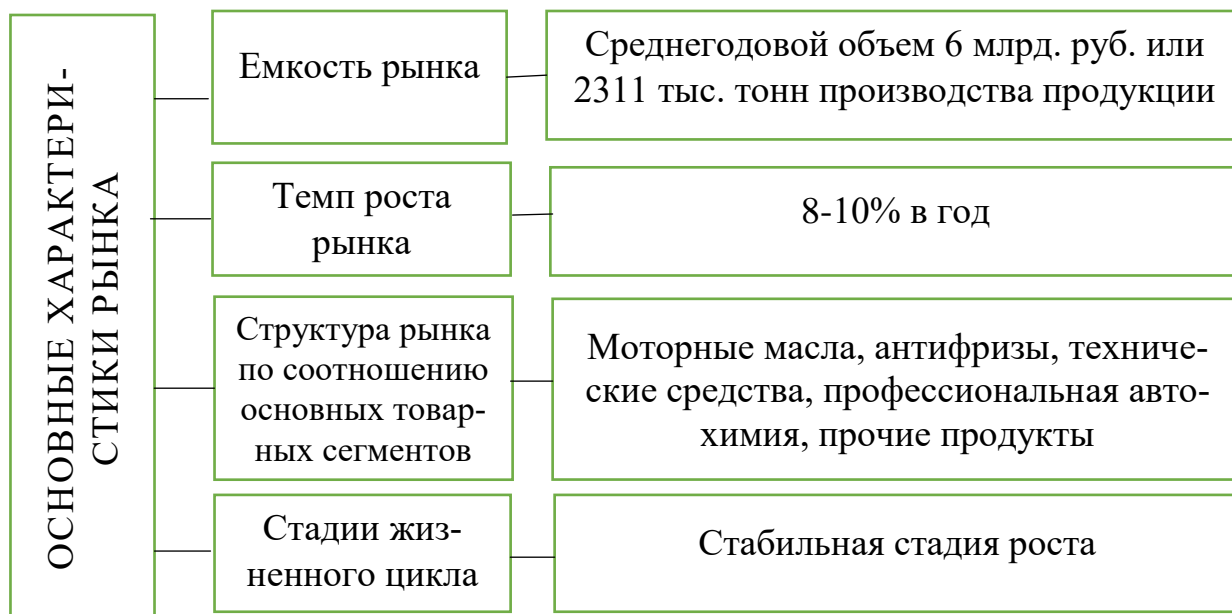 ОСНОВНЫЕ ХАРАКТЕРИ-
СТИКИ РЫНКА
Емкость рынка
Среднегодовой объем 6 млрд. руб. или
2311 тыс. тонн производства продукции
Темп роста
рынка
8-10% в год
Структура рынка
по соотношению
основных товар-
ных сегментов
Моторные масла, антифризы, техниче-
ские средства, профессиональная авто-
химия, прочие продукты
Стадии жиз-
ненного цикла
Стабильная стадия роста